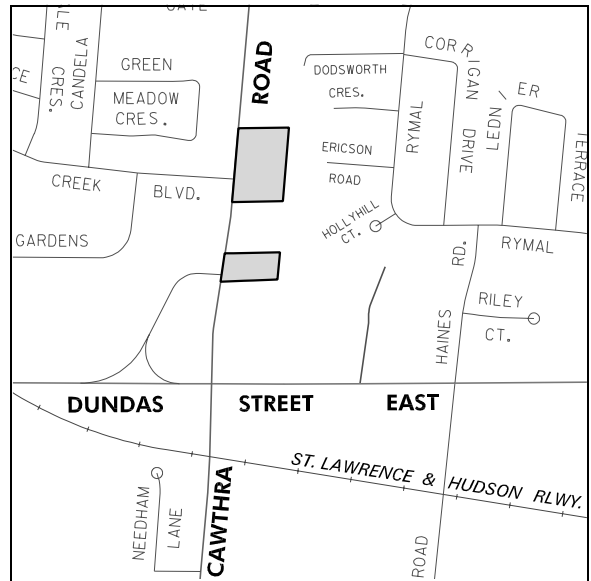 CANDELA
CRES.
GREEN
MEADOW
CRES.
ROAD
DODSWORTH
CRES.
CORRIGAN
DRIVE
RYMAL
ERICSON
ROAD
TERRACE
CREEK BLVD.
GARDENS
HOLLYHILL
CT.
RYMAL
HAINES RD.
RILEY
CT.
DUNDAS STREET EAST
ST. LAWRENCE & HUDSON RLWY.
CAWTHRA
NEEDHAM
LANE
ROAD